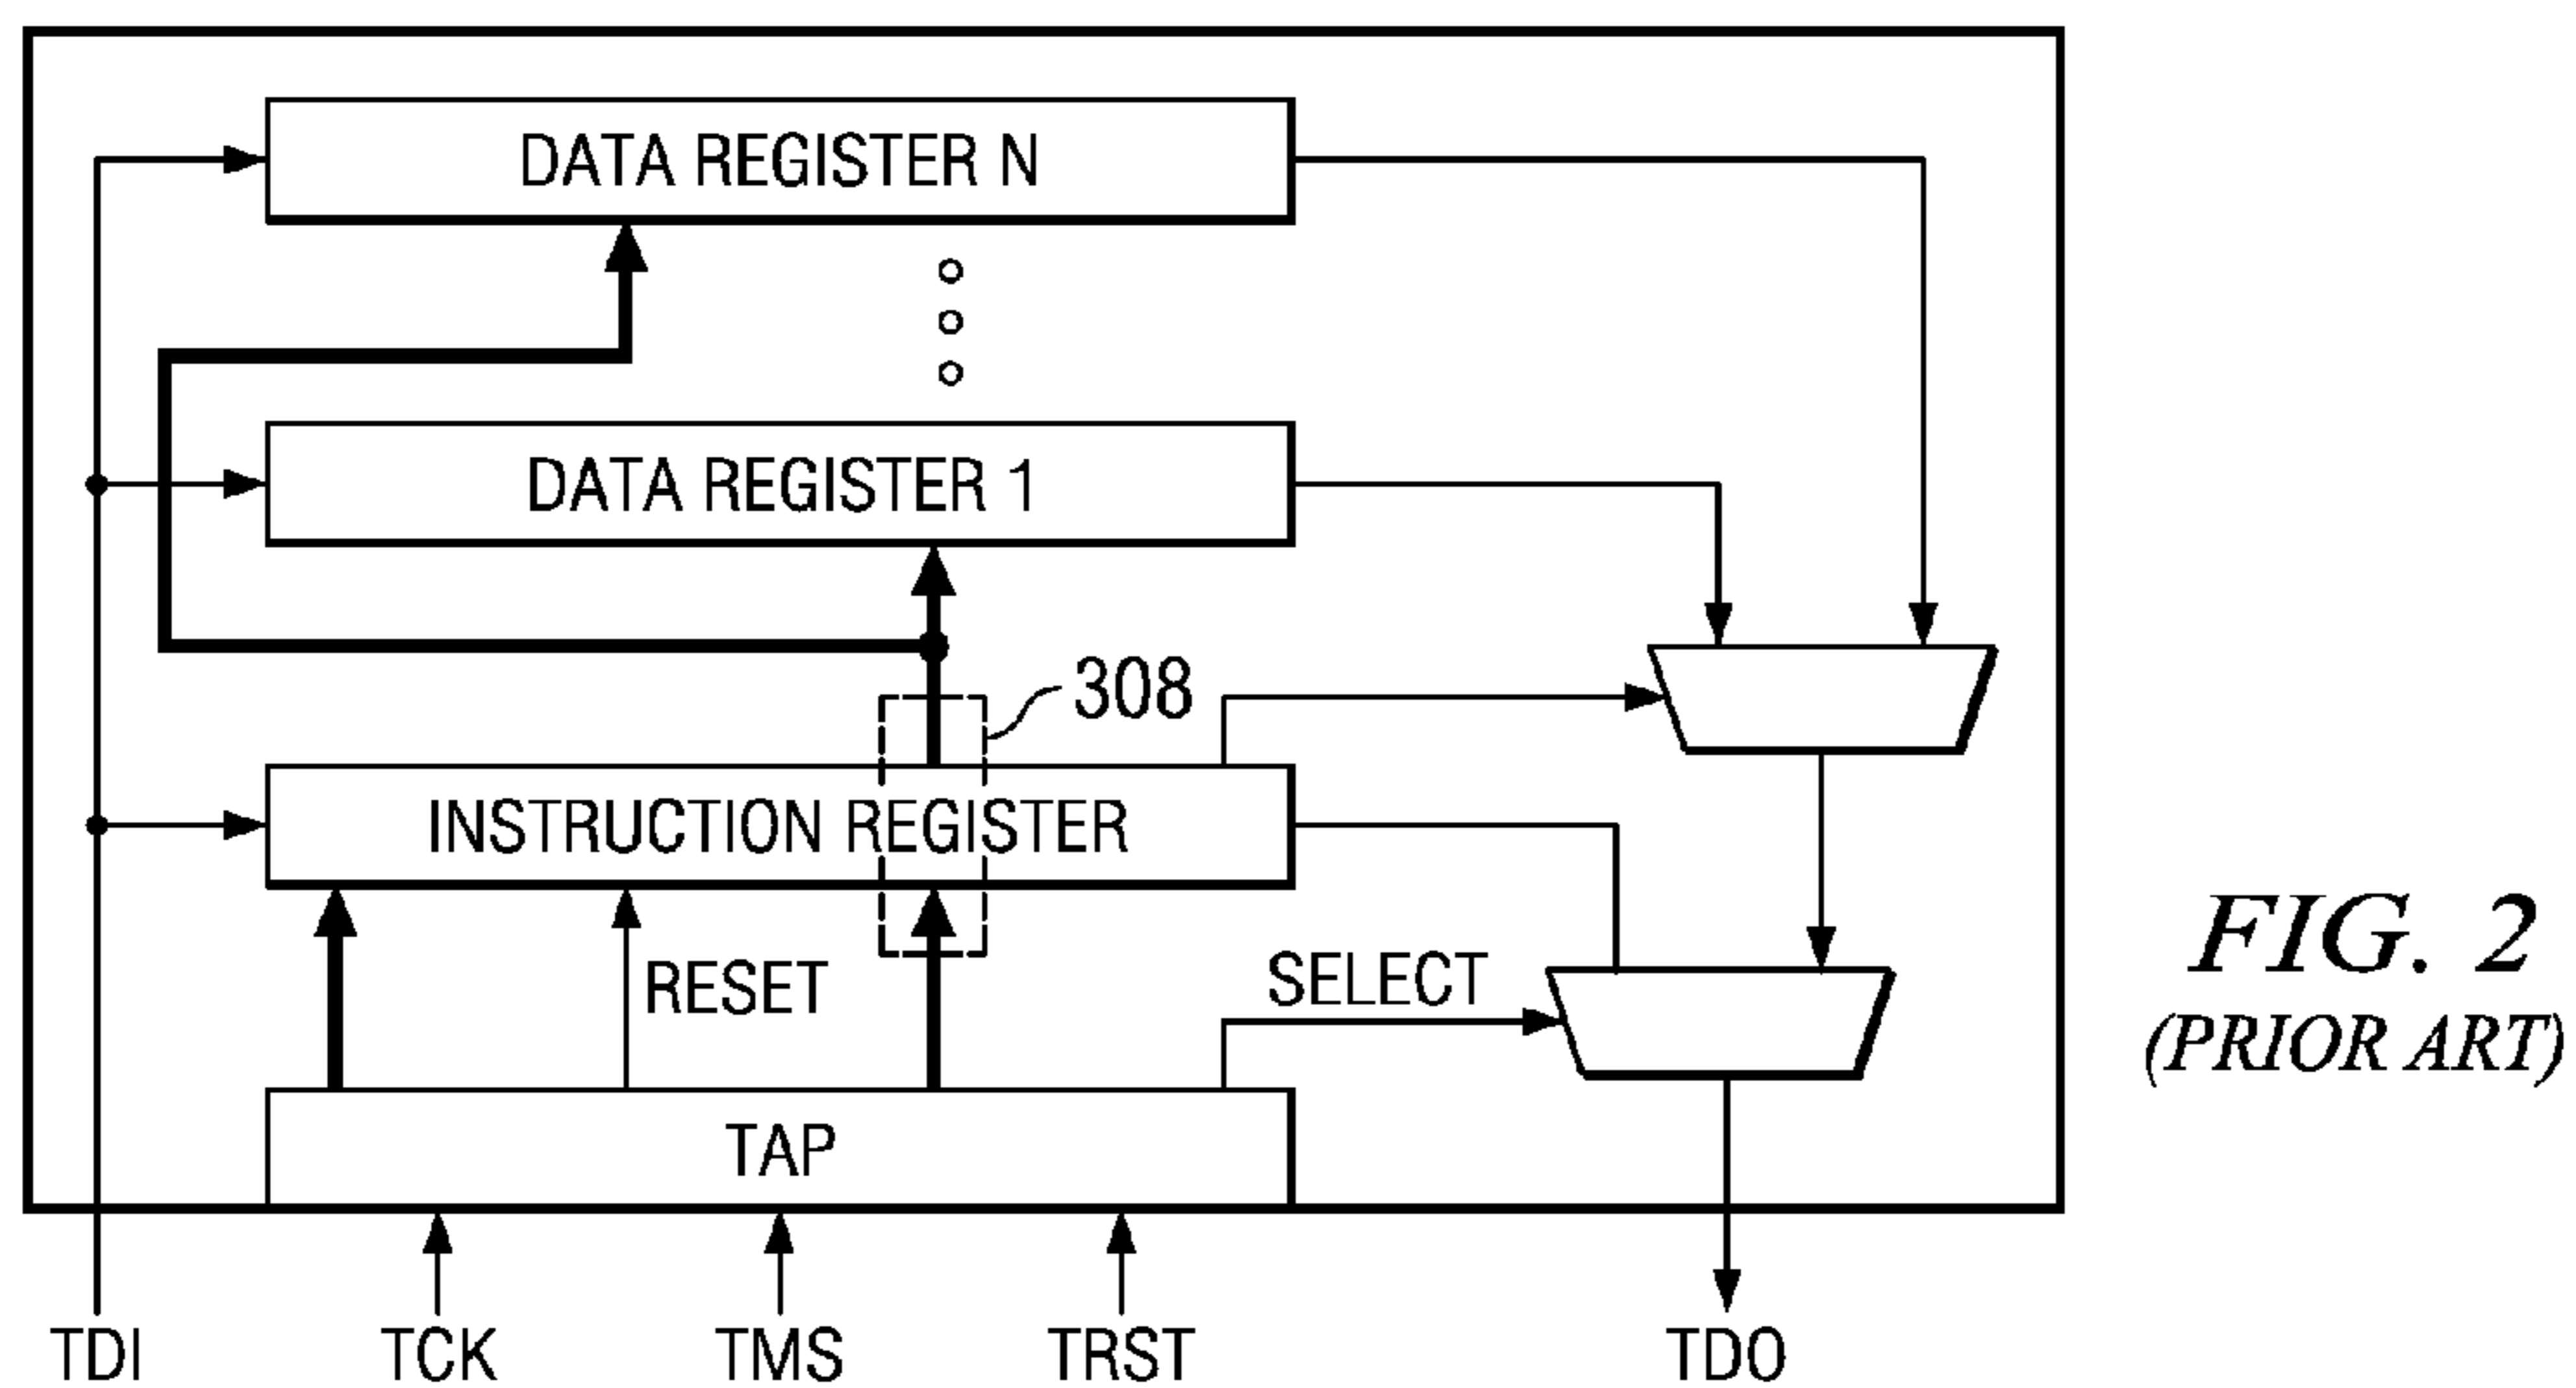 DATA REGISTER N
DATA REGISTER 1
308
INSTRUCTION REGISTER
RESET
SELECT
TAP
TDI
TCK
TMS
TRST
TDO
FIG. 2
(PRIOR ART)